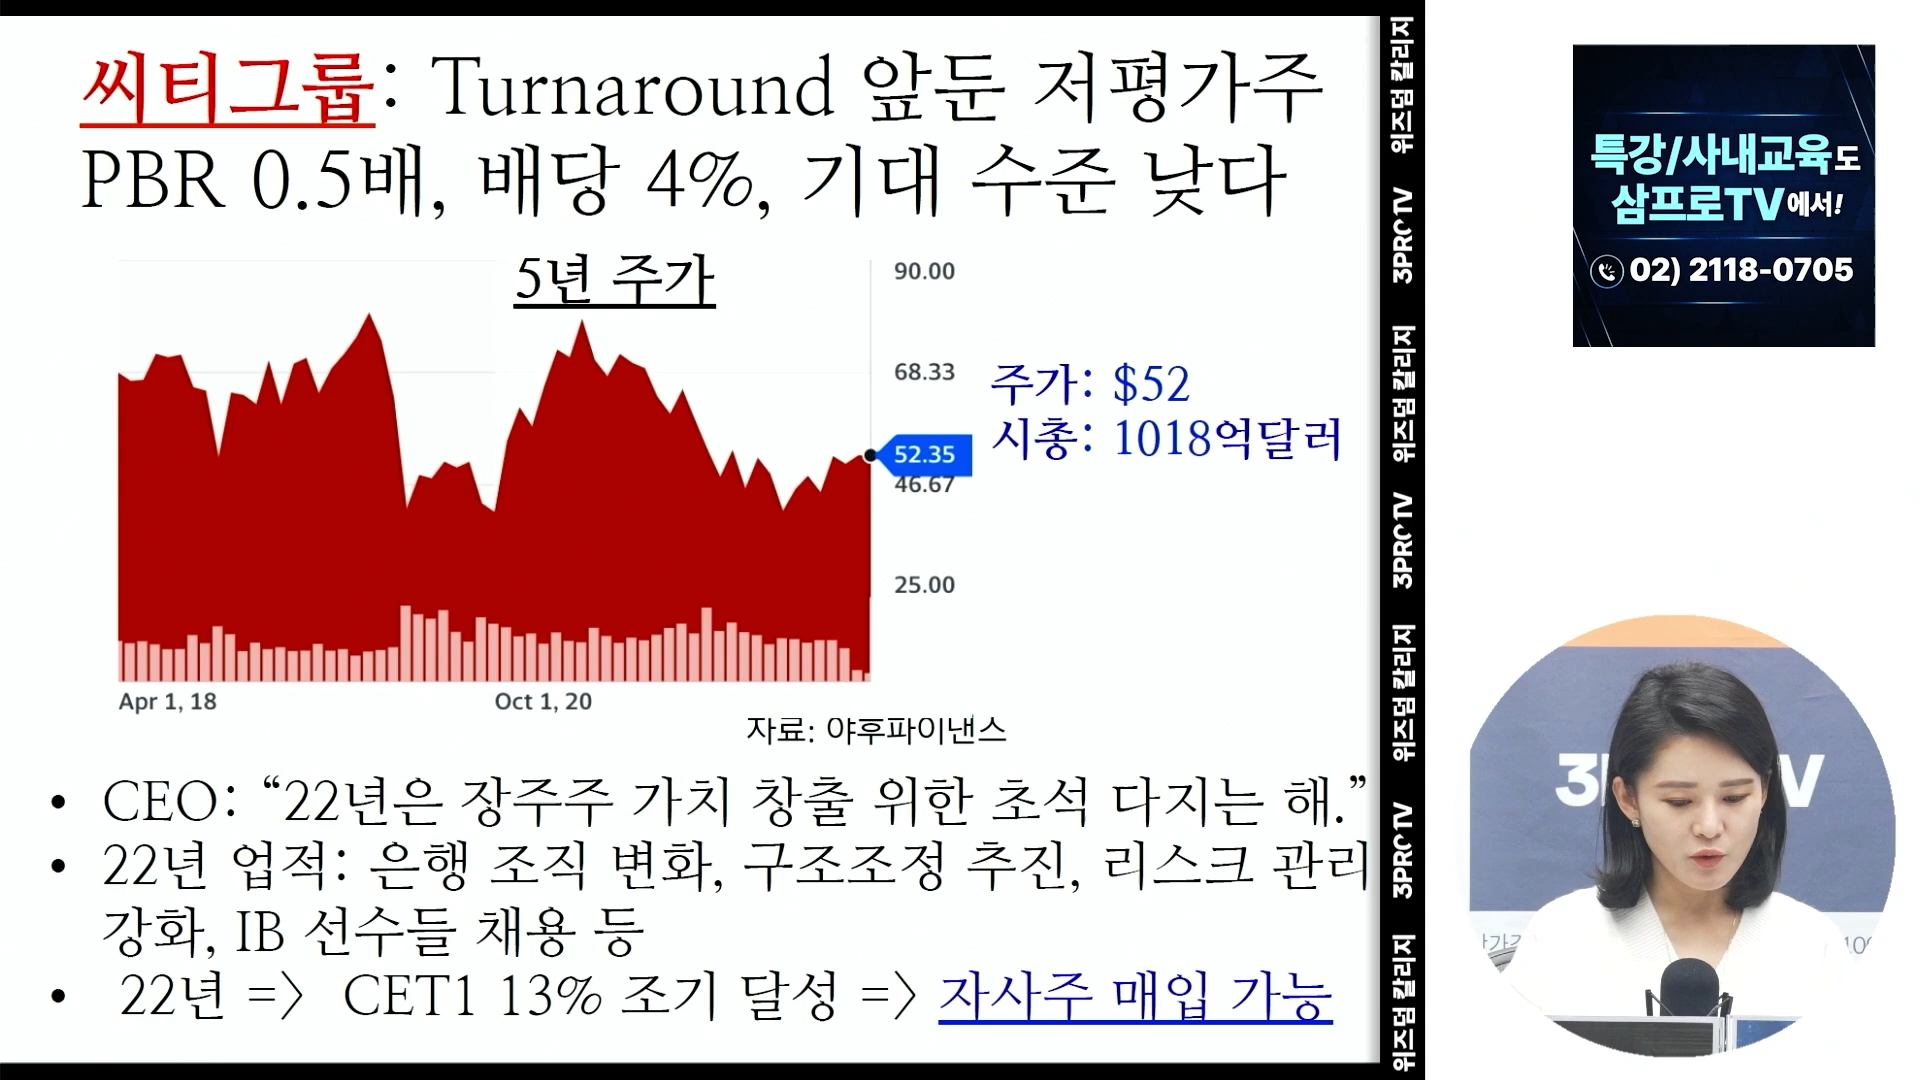 씨티그룹: Turnaround 앞둔 저평가주
PBR 0.5배, 배당 4%, 기대 수준 낮다
5년 주가
90.00
68.33
52.35
46.67
25.00
Apr 1, 18
Oct 1, 20
주가: $52
시총: 1018억달러
자료: 야후파이낸스
• CEO: “22년은 장주주 가치 창출 위한 초석 다지는 해.”
• 22년 업적: 은행 조직 변화, 구조조정 추진, 리스크 관리
강화, IB 선수들 채용 등
• 22년 => CET1 13% 조기 달성 => 자사주 매입 가능
위즈덤 칼리지
3PROTV
위즈덤 칼리지
3PROTV
위즈덤 칼리지
3PROTV
위즈덤 칼리지
특강/사내교육도
삼프로TV에서!
02) 2118-0705